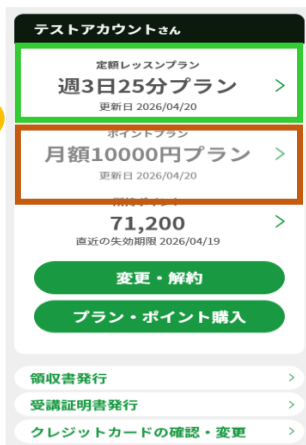 テストアカウントさん
定額レッスンプラン
週3日25分プラン
更新日 2026/04/20
ポイントプラン
月額10000円プラン
更新日 2026/04/20
71,200
直近の失効期限 2026/04/19
変更・解約
プラン・ポイント購入
領収書発行
受講証明書発行
クレジットカードの確認・変更